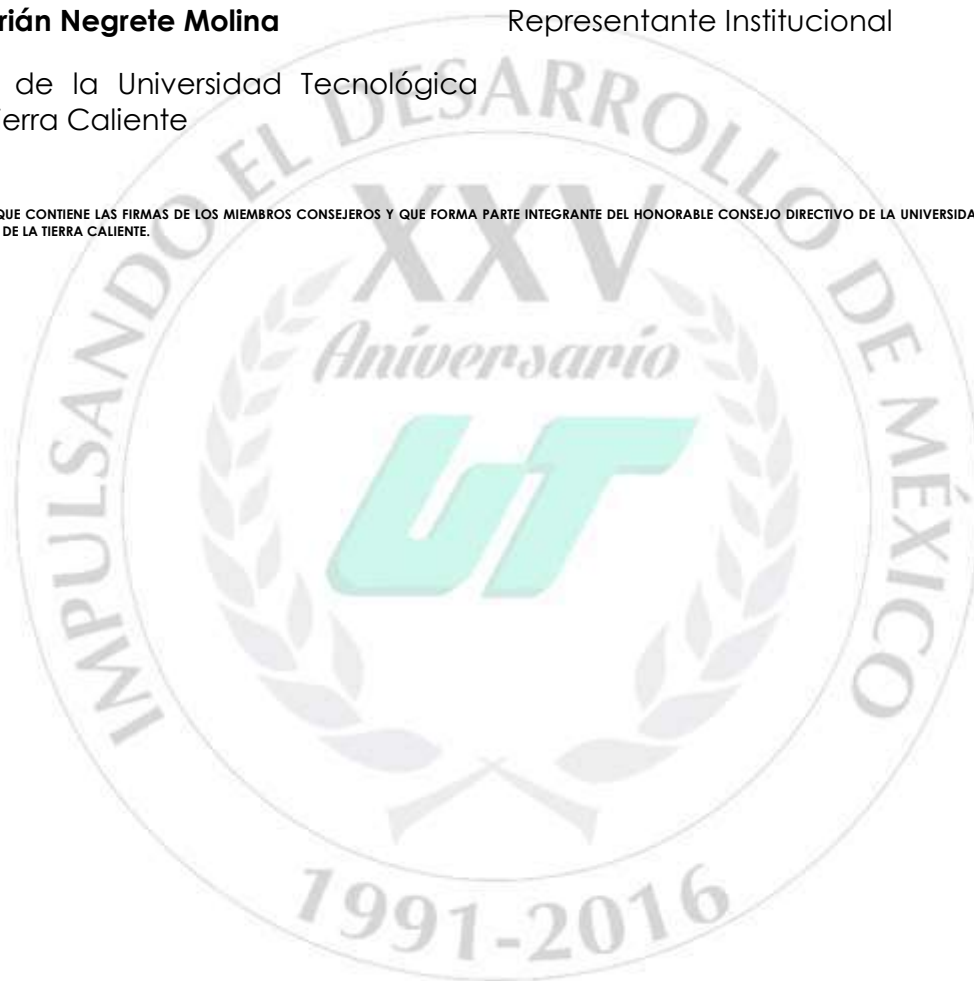 rián Negrete Molina
Representante Institucional
de la Universidad Tecnológica
ierra Caliente
QUE CONTIENE LAS FIRMAS DE LOS MIEMBROS CONSEJEROS Y QUE FORMA PARTE INTEGRANTE DEL HONORABLE CONSEJO DIRECTIVO DE LA UNIVERSIDA
DE LA TIERRA CALIENTE.
IMPULSANDO EL DESARROLLO DE MÉXICO
XXV
Aniversario
UT
1991-2016